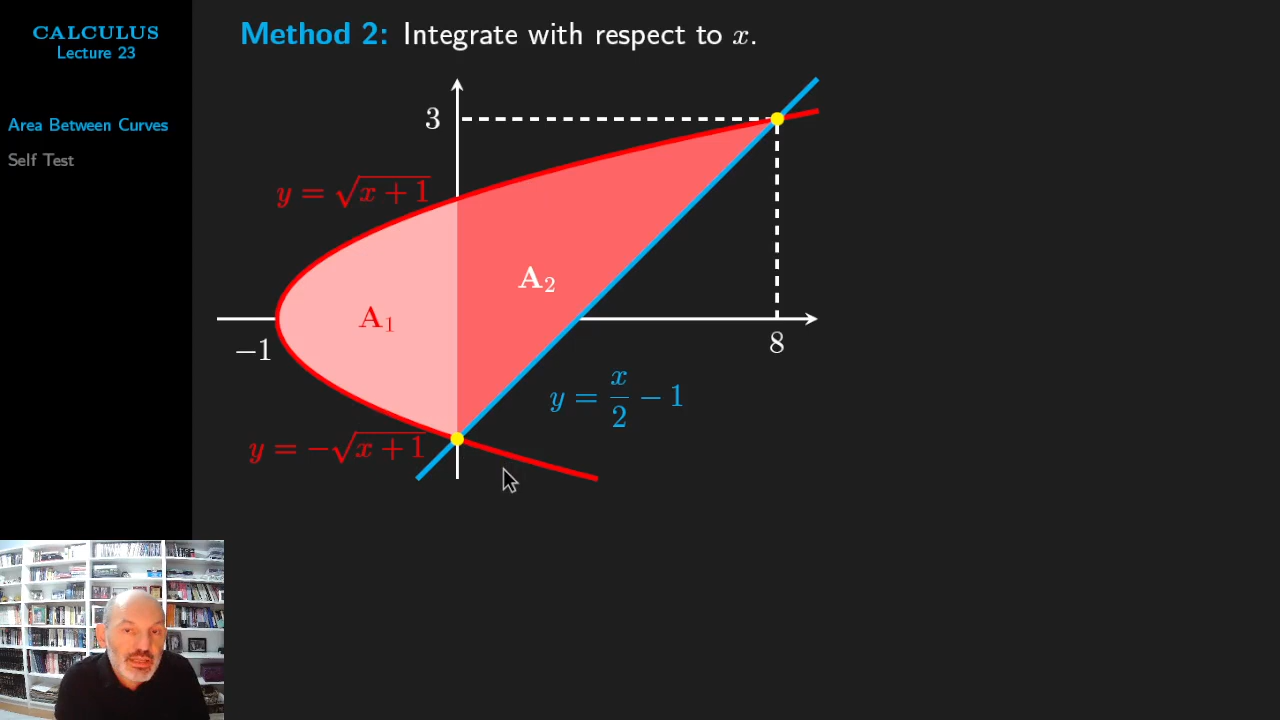 CALCULUS
Lecture 23
Area Between Curves
Self Test
Method 2: Integrate with respect to x.
3
y = √(x + 1)
A₂
A₁
−1
8
y = x/2 − 1
y = −√(x + 1)